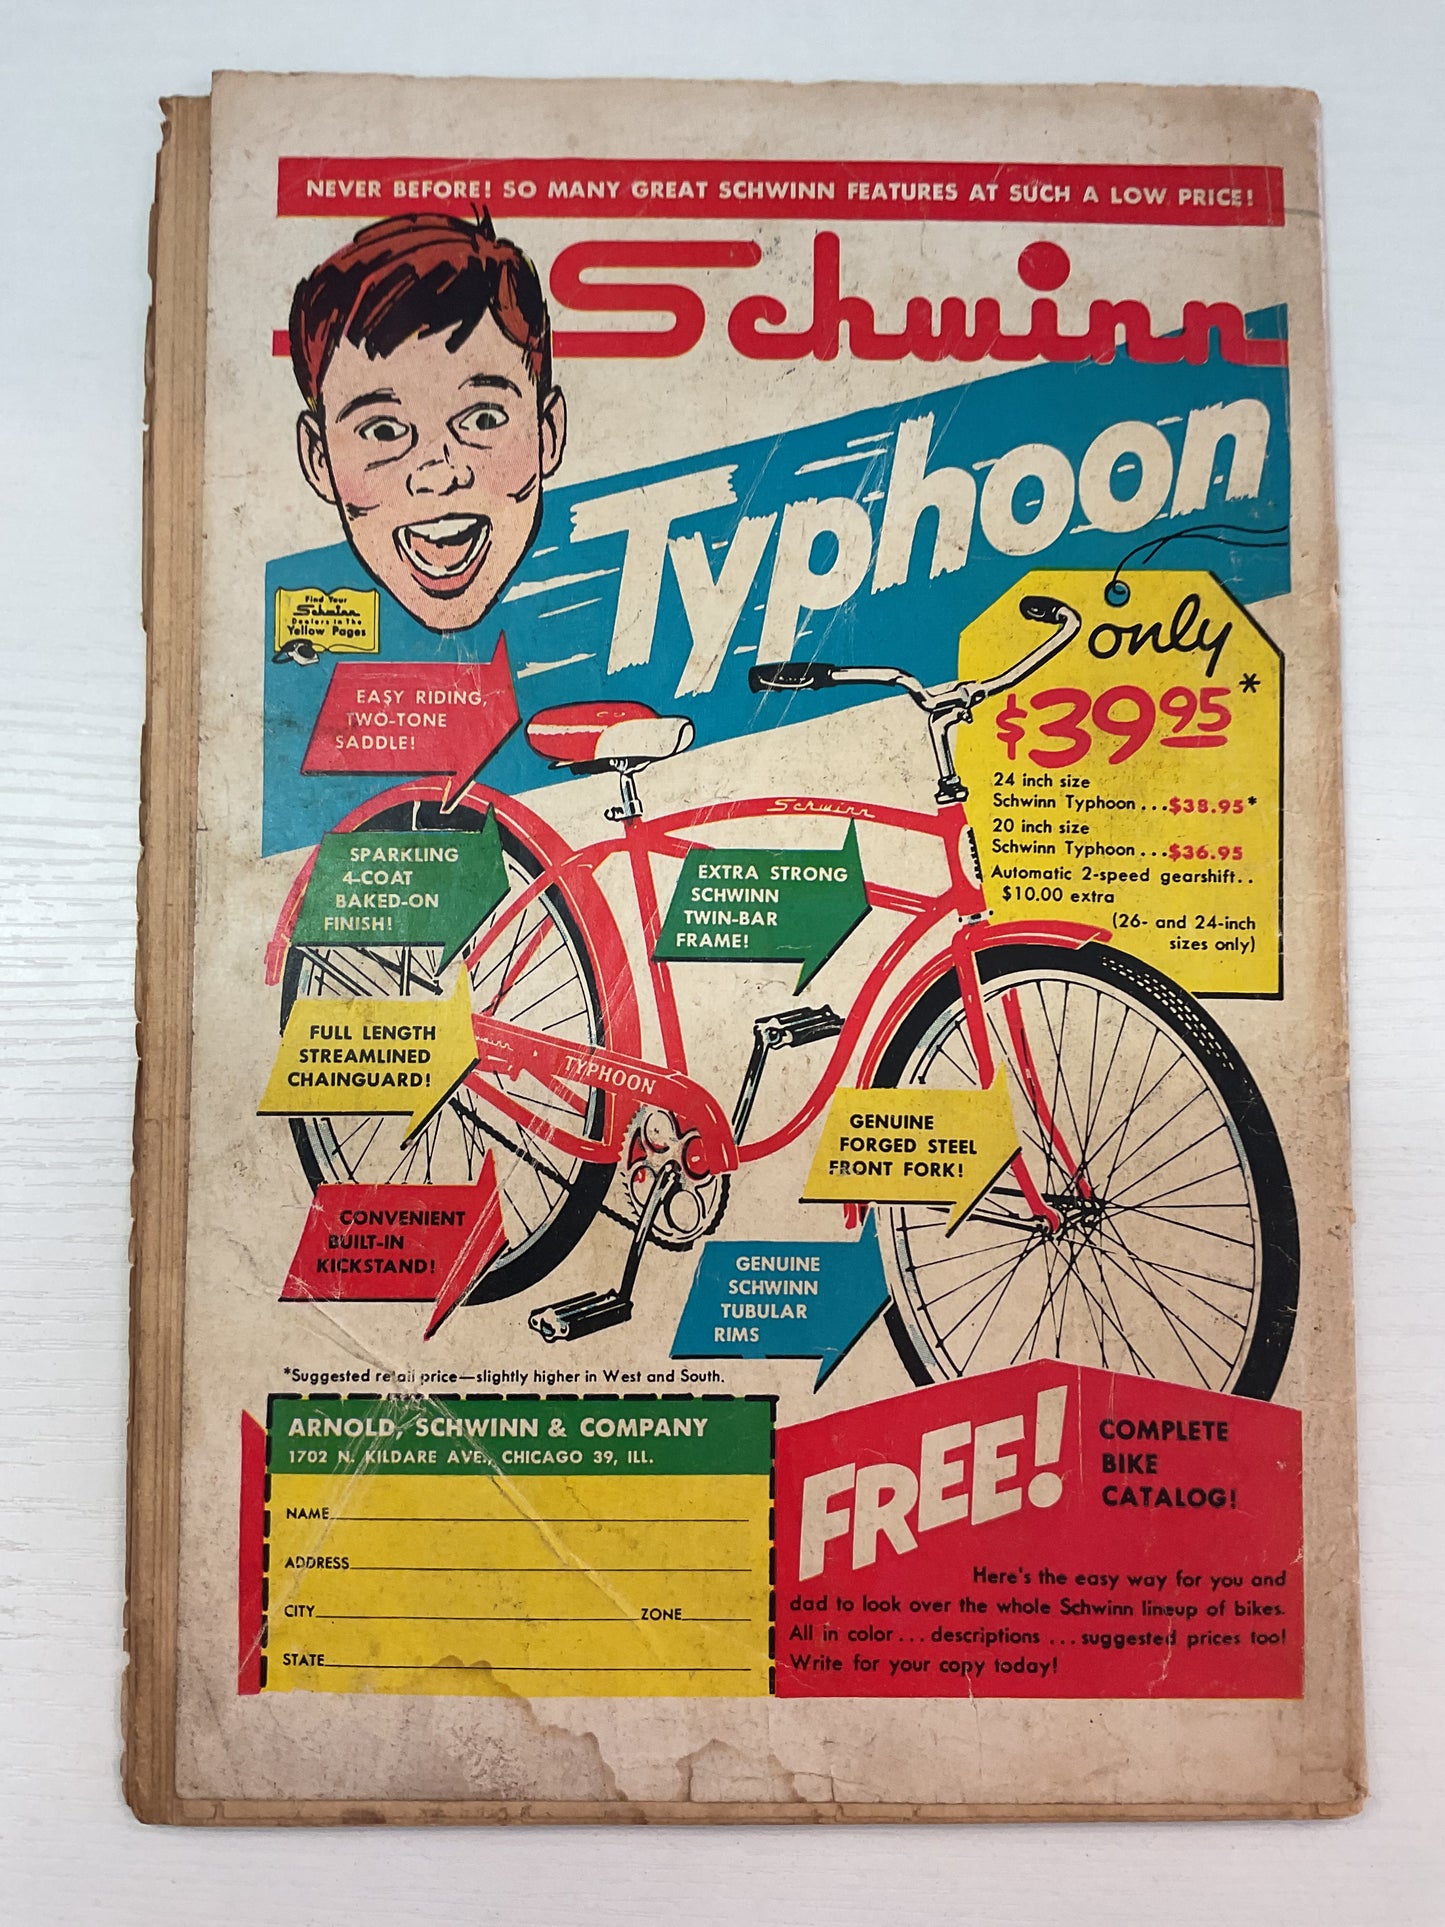 NEVER BEFORE! SO MANY GREAT SCHWINN FEATURES AT SUCH A LOW PRICE!
Schwinn
Typhoon
Find Your
Schwinn
Dealers in The
Yellow Pages
only
$39.95*
24 inch size
Schwinn Typhoon...$38.95*
20 inch size
Schwinn Typhoon...$36.95
Automatic 2-speed gearshift..
$10.00 extra
(26- and 24-inch
sizes only)
EASY RIDING,
TWO-TONE
SADDLE!
Schwinn
SPARKLING
4-COAT
BAKED-ON
FINISH!
EXTRA STRONG
SCHWINN
TWIN-BAR
FRAME!
FULL LENGTH
STREAMLINED
CHAINGUARD!
TYPHOON
GENUINE
FORGED STEEL
FRONT FORK!
CONVENIENT
BUILT-IN
KICKSTAND!
GENUINE
SCHWINN
TUBULAR
RIMS
*Suggested retail price—slightly higher in West and South.
ARNOLD, SCHWINN & COMPANY
1702 N. KILDARE AVE., CHICAGO 39, ILL.
NAME
ADDRESS
CITY ZONE
STATE
FREE!
COMPLETE
BIKE
CATALOG!
Here's the easy way for you and
dad to look over the whole Schwinn lineup of bikes.
All in color...descriptions...suggested prices too!
Write for your copy today!